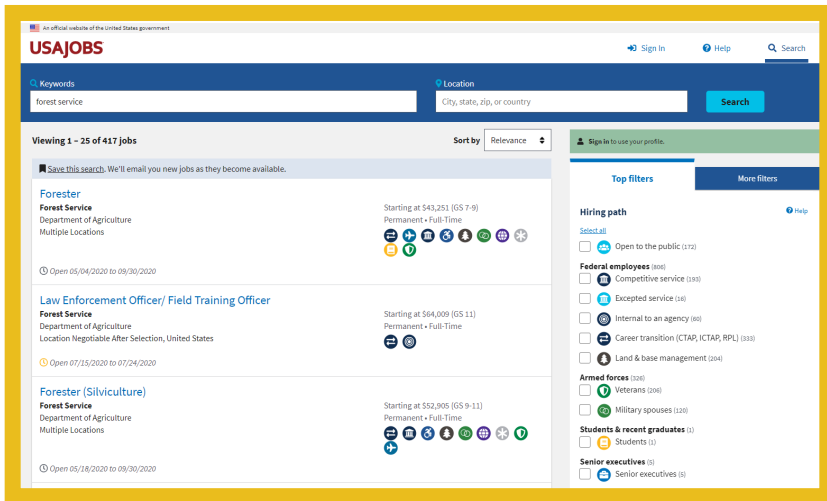 An official website of the United States government
USAJOBS
Sign In
Help
Search
Keywords
Location
forest service
City, state, zip, or country
Search
Viewing 1 – 25 of 417 jobs
Sort by
Relevance
Save this search. We'll email you new jobs as they become available.
Forester
Forest Service
Department of Agriculture
Multiple Locations
Starting at $43,251 (GS 7-9)
Permanent • Full-Time
Open 05/04/2020 to 09/30/2020
Law Enforcement Officer/ Field Training Officer
Forest Service
Department of Agriculture
Location Negotiable After Selection, United States
Starting at $64,009 (GS 11)
Permanent • Full-Time
Open 07/15/2020 to 07/24/2020
Forester (Silviculture)
Forest Service
Department of Agriculture
Multiple Locations
Starting at $52,905 (GS 9-11)
Permanent • Full-Time
Open 05/18/2020 to 09/30/2020
Sign in to use your profile.
Top filters
More filters
Hiring path
Help
Select all
Open to the public (172)
Federal employees (806)
Competitive service (193)
Excepted service (16)
Internal to an agency (60)
Career transition (CTAP, ICTAP, RPL) (333)
Land & base management (204)
Armed forces (326)
Veterans (206)
Military spouses (120)
Students & recent graduates (1)
Students (1)
Senior executives (5)
Senior executives (5)